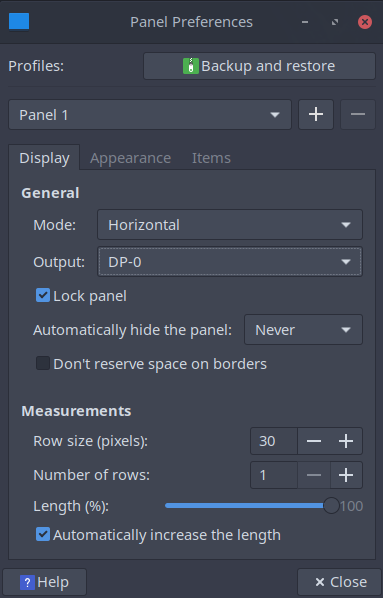 Panel Preferences
Profiles: Backup and restore
Panel 1
Display Appearance Items
General
Mode: Horizontal
Output: DP-0
Lock panel
Automatically hide the panel: Never
Don't reserve space on borders
Measurements
Row size (pixels): 30
Number of rows: 1
Length (%): 100
Automatically increase the length
? Help × Close